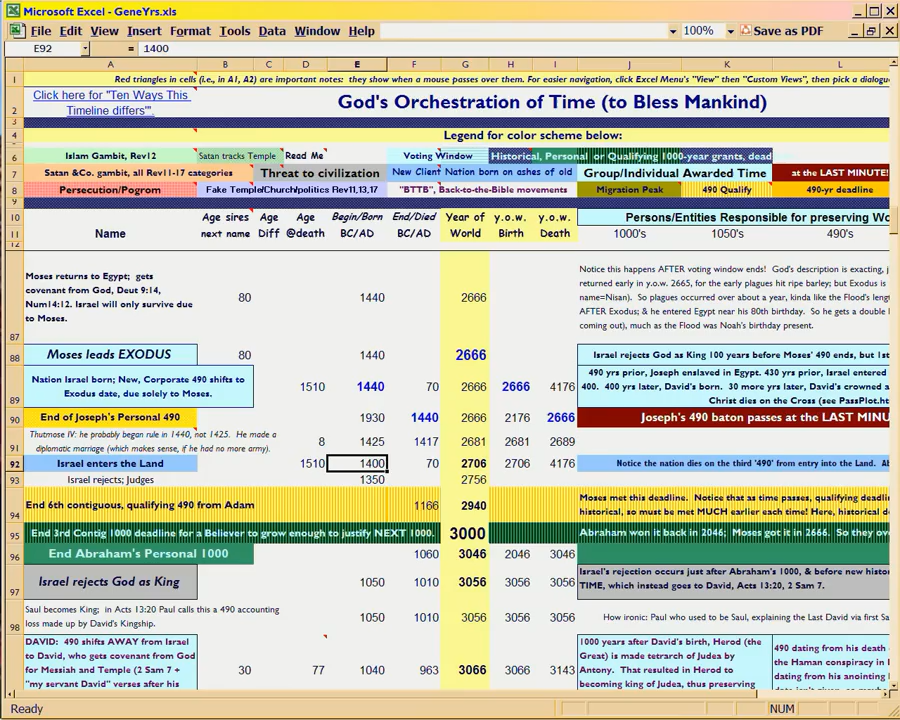 Microsoft Excel - GeneYrs.xls
File Edit View Insert Format Tools Data Window Help 100% Save as PDF
E92 = 1400
A B C D E F G H I J K L
1 Red triangles in cells (i.e., in A1, A2) are important notes: they show when a mouse passes over them. For easier navigation, click Excel Menu's "View" then "Custom Views", then pick a dialogue
Click here for "Ten Ways This
Timeline differs'".
2 God's Orchestration of Time (to Bless Mankind)
3
4 Legend for color scheme below:
6 Islam Gambit, Rev12 Satan tracks Temple Read Me Voting Window Historical, Personal or Qualifying 1000-year grants, dead
7 Satan &Co. gambit, all Rev11-17 categories Threat to civilization New Client Nation born on ashes of old Group/Individual Awarded Time at the LAST MINUTE!
8 Persecution/Pogrom Fake Temple/Church/politics Rev11,13,17 "BTTB", Back-to-the-Bible movements Migration Peak 490 Qualify 490-yr deadline
9
10 Age sires Age Age Begin/Born End/Died Year of y.o.w. y.o.w. Persons/Entities Responsible for preserving Wo
11 Name next name Diff @death BC/AD BC/AD World Birth Death 1000's 1050's 490's
12
Moses returns to Egypt; gets
covenant from God, Deut 9:14,
Num14:12. Israel will only survive due
to Moses.
87 80 1440 2666
Notice this happens AFTER voting window ends! God's description is exacting, j
returned early in y.o.w. 2665, for the early plagues hit ripe barley; but Exodus is
name=Nisan). So plagues occurred over about a year, kinda like the Flood's leng
AFTER Exodus; & he entered Egypt near his 80th birthday. So he gets a double
coming out), much as the Flood was Noah's birthday present.
88 Moses leads EXODUS 80 1440 2666 Israel rejects God as King 100 years before Moses' 490 ends, but 1st
Nation Israel born; New, Corporate 490 shifts to
Exodus date, due solely to Moses.
89 1510 1440 70 2666 2666 4176
490 yrs prior, Joseph enslaved in Egypt. 430 yrs prior, Israel entered
400. 400 yrs later, David's born. 30 more yrs later, David's crowned a
Christ dies on the Cross (see PassPlot.ht
90 End of Joseph's Personal 490 1930 1440 2666 2176 2666 Joseph's 490 baton passes at the LAST MINU
Thutmose IV: he probably began rule in 1440, not 1425. He made a
diplomatic marriage (which makes sense, if he had no more army).
91 8 1425 1417 2681 2681 2689
92 Israel enters the Land 1510 1400 70 2706 2706 4176 Notice the nation dies on the third '490' from entry into the Land.
93 Israel rejects; Judges 1350 2756
94 End 6th contiguous, qualifying 490 from Adam 1166 2940
Moses met this deadline. Notice that as time passes, qualifying deadli
historical, so must be met MUCH earlier each time! Here, historical d
95 End 3rd Contig 1000 deadline for a Believer to grow enough to justify NEXT 1000. 3000 Abraham won it back in 2046; Moses got it in 2666. So they ov
96 End Abraham's Personal 1000 1060 3046 2046 3046
97 Israel rejects God as King 1050 1010 3056 3056 3056
Israel's rejection occurs just after Abraham's 1000, & before new histor
TIME, which instead goes to David, Acts 13:20, 2 Sam 7.
Saul becomes King; in Acts 13:20 Paul calls this a 490 accounting
loss made up by David's Kingship.
98 1050 1010 3056 3056 3056 How ironic: Paul who used to be Saul, explaining the Last David via first Sa
DAVID: 490 shifts AWAY from Israel
to David, who gets covenant from God
for Messiah and Temple (2 Sam 7 +
"my servant David" verses after his
30 77 1040 963 3066 3066 3143
1000 years after David's birth, Herod (the
Great) is made tetrarch of Judea by
Antony. That resulted in Herod to
becoming king of Judea, thus preserving
490 dating from his death
the Haman conspiracy in
dating from his anointing
Ready NUM